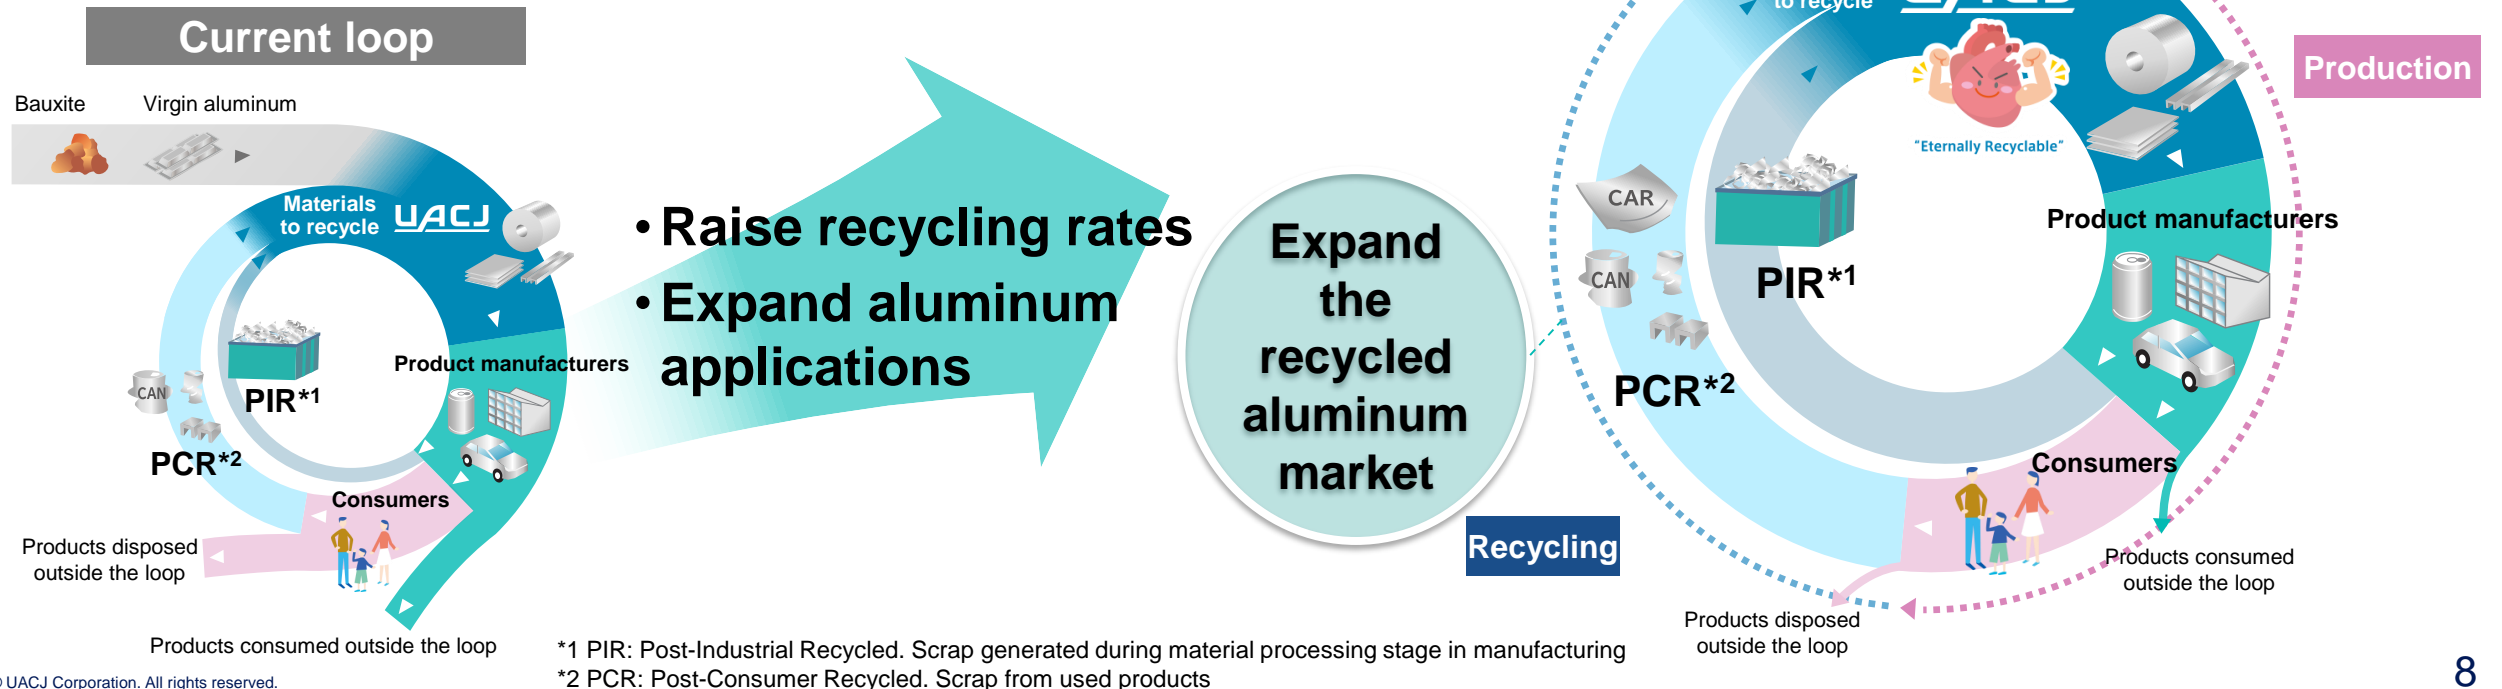 Current loop
Bauxite
Virgin aluminum
Materials
to recycle
UACJ
CAN
PIR*1
PCR*2
Product manufacturers
Consumers
Products disposed
outside the loop
Products consumed outside the loop
• Raise recycling rates
• Expand aluminum
applications
Expand
the
recycled
aluminum
market
to recycle
UACJ
"Eternally Recyclable"
Production
CAR
CAN
PIR*1
PCR*2
Product manufacturers
Consumers
Recycling
Products consumed
outside the loop
Products disposed
outside the loop
*1 PIR: Post-Industrial Recycled. Scrap generated during material processing stage in manufacturing
*2 PCR: Post-Consumer Recycled. Scrap from used products
© UACJ Corporation. All rights reserved.
8